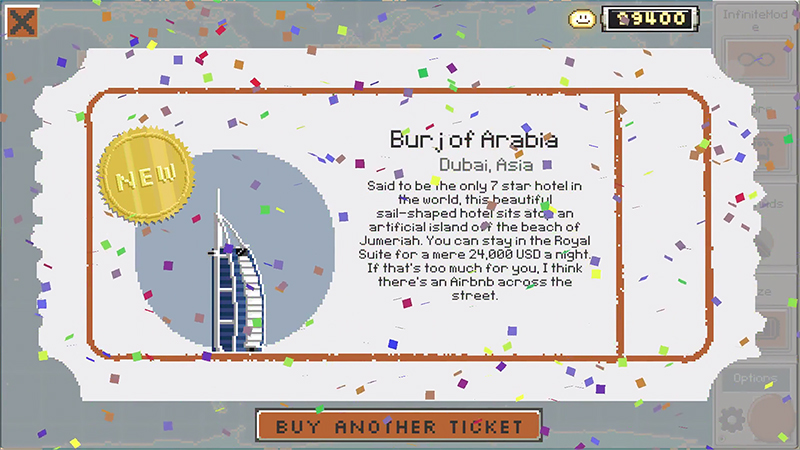 InfiniteMod
e
$9400
NEW
Burj of Arabia
Dubai, Asia
Said to be the only 7 star hotel in
the world, this beautiful
sail-shaped hotel sits atop an
artificial island off the beach of
Jumeriah. You can stay in the Royal
Suite for a mere 24,000 USD a night.
If that's too much for you, I think
there's an Airbnb across the
street.
Options
BUY ANOTHER TICKET